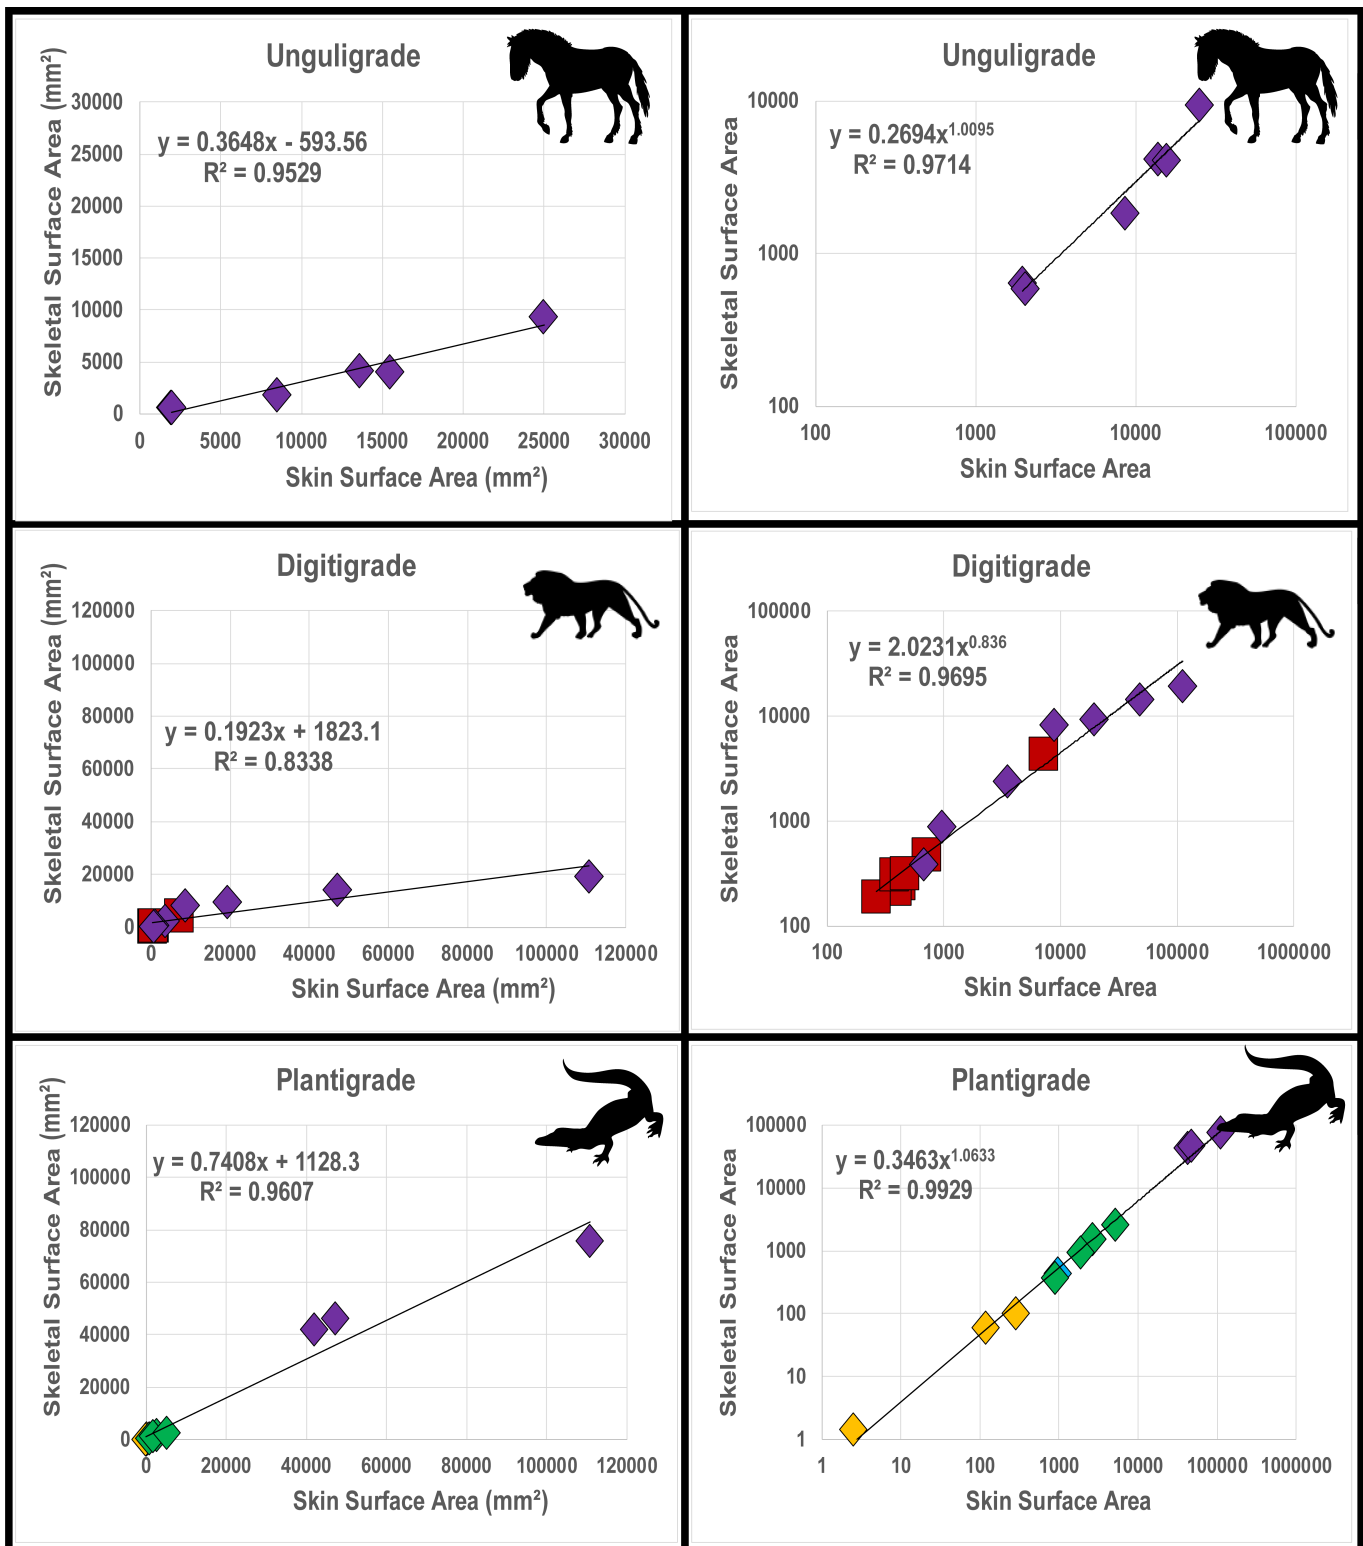 Unguligrade
Skeletal Surface Area (mm²)
30000
25000
20000
15000
10000
5000
0
y = 0.3648x - 593.56
R² = 0.9529
0 5000 10000 15000 20000 25000 30000
Skin Surface Area (mm²)
Unguligrade
Skeletal Surface Area
10000
1000
100
y = 0.2694x^1.0095
R² = 0.9714
100 1000 10000 100000
Skin Surface Area
Digitigrade
Skeletal Surface Area (mm²)
120000
100000
80000
60000
40000
20000
0
y = 0.1923x + 1823.1
R² = 0.8338
0 20000 40000 60000 80000 100000 120000
Skin Surface Area (mm²)
Digitigrade
Skeletal Surface Area
100000
10000
1000
100
y = 2.0231x^0.836
R² = 0.9695
100 1000 10000 100000 1000000
Skin Surface Area
Plantigrade
Skeletal Surface Area (mm²)
120000
100000
80000
60000
40000
20000
0
y = 0.7408x + 1128.3
R² = 0.9607
0 20000 40000 60000 80000 100000 120000
Skin Surface Area (mm²)
Plantigrade
Skeletal Surface Area
100000
10000
1000
100
10
1
y = 0.3463x^1.0633
R² = 0.9929
1 10 100 1000 10000 100000 1000000
Skin Surface Area